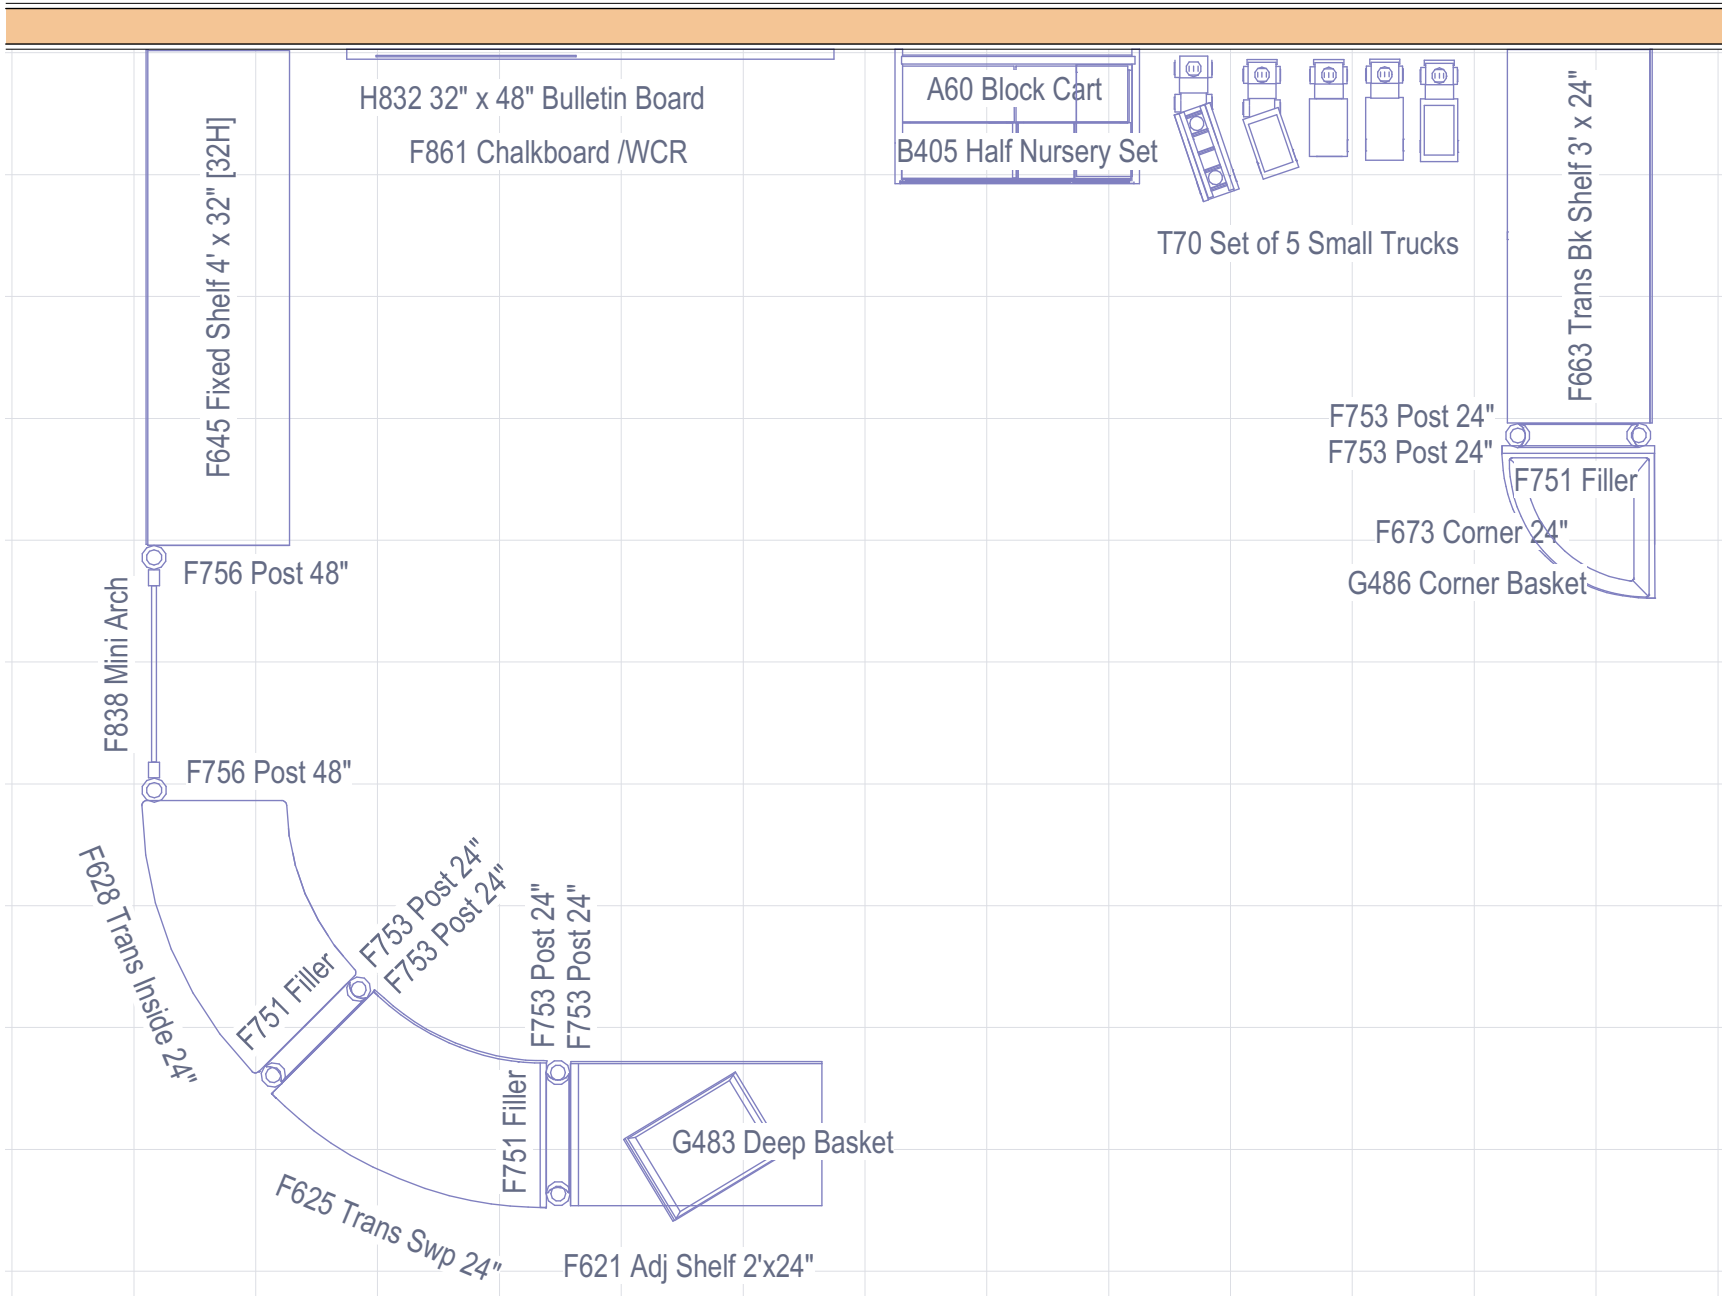 H832 32" x 48" Bulletin Board
F861 Chalkboard /WCR
A60 Block Cart
B405 Half Nursery Set
T70 Set of 5 Small Trucks
F645 Fixed Shelf 4' x 32" [32H]
F663 Trans Bk Shelf 3' x 24"
F753 Post 24"
F753 Post 24"
F751 Filler
F673 Corner 24"
G486 Corner Basket
F756 Post 48"
F838 Mini Arch
F756 Post 48"
F628 Trans Inside 24"
F751 Filler
F753 Post 24"
F753 Post 24"
F753 Post 24"
F753 Post 24"
F751 Filler
G483 Deep Basket
F625 Trans Swp 24"
F621 Adj Shelf 2'x24"